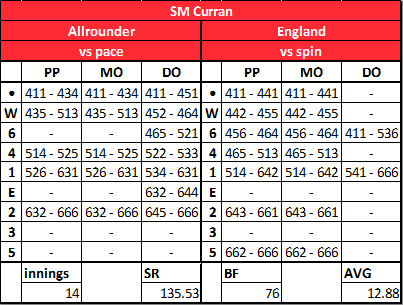 SM Curran
Allrounder England
vs pace vs spin
PP MO DO PP MO DO
• 411 - 434 411 - 434 411 - 451 • 411 - 441 411 - 441 -
W 435 - 513 435 - 513 452 - 464 W 442 - 455 442 - 455 -
6 - - 465 - 521 6 456 - 464 456 - 464 411 - 536
4 514 - 525 514 - 525 522 - 533 4 465 - 513 465 - 513 -
1 526 - 631 526 - 631 534 - 631 1 514 - 642 514 - 642 541 - 666
E - - 632 - 644 E - - -
2 632 - 666 632 - 666 645 - 666 2 643 - 661 643 - 661 -
3 - - - 3 - - -
5 - - - 5 662 - 666 662 - 666 -
innings SR BF AVG
14 135.53 76 12.88